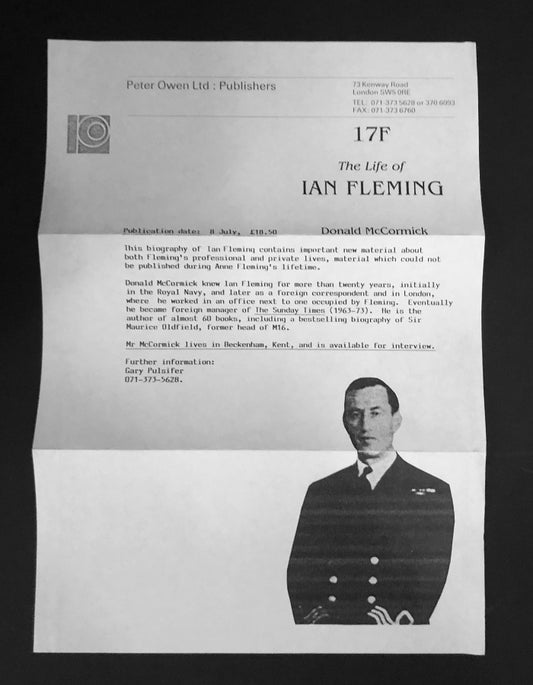 Peter Owen Ltd : Publishers
73 Kenway Road
London SW5 0RE
TEL: 071-373 5628 or 370 6093
FAX: 071-373 6760
17F
The Life of
IAN FLEMING
Publication date: 8 July, £18.50
Donald McCormick
This biography of Ian Fleming contains important new material about
both Fleming's professional and private lives, material which could not
be published during Anne Fleming's lifetime.
Donald McCormick knew Ian Fleming for more than twenty years, initially
in the Royal Navy, and later as a foreign correspondent and in London,
where he worked in an office next to one occupied by Fleming. Eventually
he became foreign manager of The Sunday Times (1963-73). He is the
author of almost 60 books, including a bestselling biography of Sir
Maurice Oldfield, former head of M16.
Mr McCormick lives in Beckenham, Kent, and is available for interview.
Further information:
Gary Pulsifer
071-373-5628.